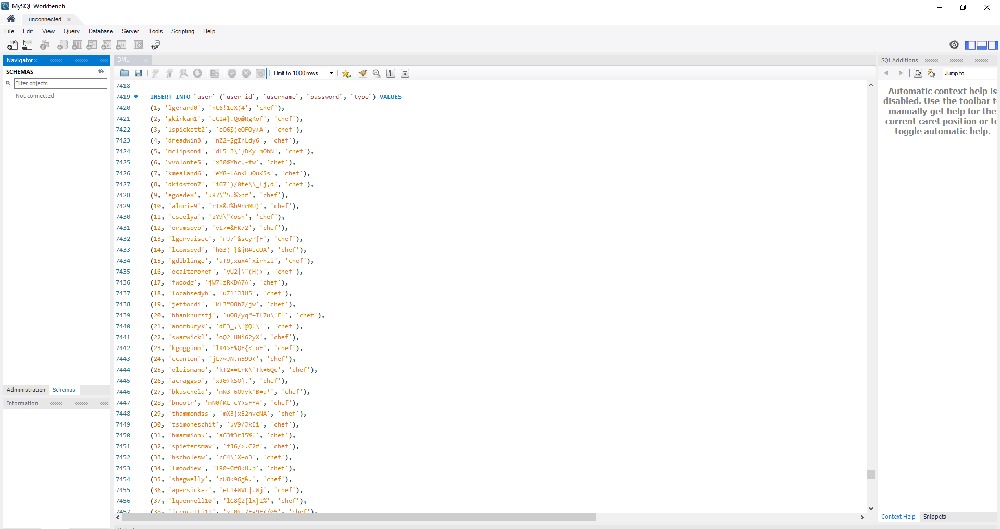 MySQL Workbench
unconnected
File Edit View Query Database Server Tools Scripting Help
Navigator
SCHEMAS
Filter objects
Not connected
Administration Schemas
Information
DML
Limit to 1000 rows
7418
7419 INSERT INTO `user` (`user_id`, `username`, `password`, `type`) VALUES
7420 (1, 'lgerard0', 'nC6!1eX(4', 'chef'),
7421 (2, 'gkirkam1', 'eC1#}.Qo@RgKo{', 'chef'),
7422 (3, 'lspickett2', 'eO6$)eOFOy>A', 'chef'),
7423 (4, 'dreadwin3', 'nZ2~$gIrLdy6', 'chef'),
7424 (5, 'mclipson4', 'dL5=B\'}DKy=hObN', 'chef'),
7425 (6, 'vvolonte5', 'xB0%Yhc,~fw', 'chef'),
7426 (7, 'kmealand6', 'eY8~!AnKLuQuK5s', 'chef'),
7427 (8, 'dkidston7', 'iG7`)/0te\\_Lj,d', 'chef'),
7428 (9, 'egoede8', 'uR7\"5.%>n#', 'chef'),
7429 (10, 'alorie9', 'rT8&J%b9rrMU)', 'chef'),
7430 (11, 'cseelya', 'zY9\"<osn', 'chef'),
7431 (12, 'eramsbyb', 'vL7=&FK72', 'chef'),
7432 (13, 'lgervaisec', 'rJ7`&scyP{F', 'chef'),
7433 (14, 'lcowsbyd', 'hG3)_}&jR#IcUA', 'chef'),
7434 (15, 'gdiblinge', 'aT9,xux4`xirhzi', 'chef'),
7435 (16, 'ecalteronef', 'yU2|\"(H(>', 'chef'),
7436 (17, 'fwoodg', 'jW7!zRKDA7A', 'chef'),
7437 (18, 'locahsedyh', 'uZ1`JJH5', 'chef'),
7438 (19, 'jeffordi', 'kL3*Q8h7/jw', 'chef'),
7439 (20, 'hbankhurstj', 'uQ8/yq*+IL7u\'E|', 'chef'),
7440 (21, 'anorburyk', 'dE3_,\'@Q!\'', 'chef'),
7441 (22, 'swarwickl', 'oQ2|HNi62yX', 'chef'),
7442 (23, 'kgogginm', 'lX4>F$QF{<|oE', 'chef'),
7443 (24, 'ccanton', 'jL7~JN.n599<', 'chef'),
7444 (25, 'eleismano', 'kT2==LrK\'+k=6Qc', 'chef'),
7445 (26, 'acraggsp', 'xJ0>kSO}.', 'chef'),
7446 (27, 'bkuschelq', 'mN3_6O9yk*B=u*', 'chef'),
7447 (28, 'bnootr', 'mN0{KL_cY>sFYA', 'chef'),
7448 (29, 'thammondss', 'mX3{xE2hvcNA', 'chef'),
7449 (30, 'tsimoneschit', 'uV9/JkEi', 'chef'),
7450 (31, 'bmarmionu', 'aG3#3rJ5%!', 'chef'),
7451 (32, 'spietersmav', 'fJ6/>.C2#', 'chef'),
7452 (33, 'bscholesw', 'rC4\'X+o3', 'chef'),
7453 (34, 'lmoodiex', 'lR0~G#8<H.p', 'chef'),
7454 (35, 'sbegwelly', 'cU8<9Gg&.', 'chef'),
7455 (36, 'apersickez', 'eL1+WVC|.Wj', 'chef'),
7456 (37, 'lquennell10', 'lC8@2{lx}1%', 'chef'),
7457 (38, 'jcrucetti11', 'xT0>T7Fg9F</05', 'chef'),
SQLAdditions
Jump to
Automatic context help is
disabled. Use the toolbar t
manually get help for the
current caret position or to
toggle automatic help.
Context Help Snippets